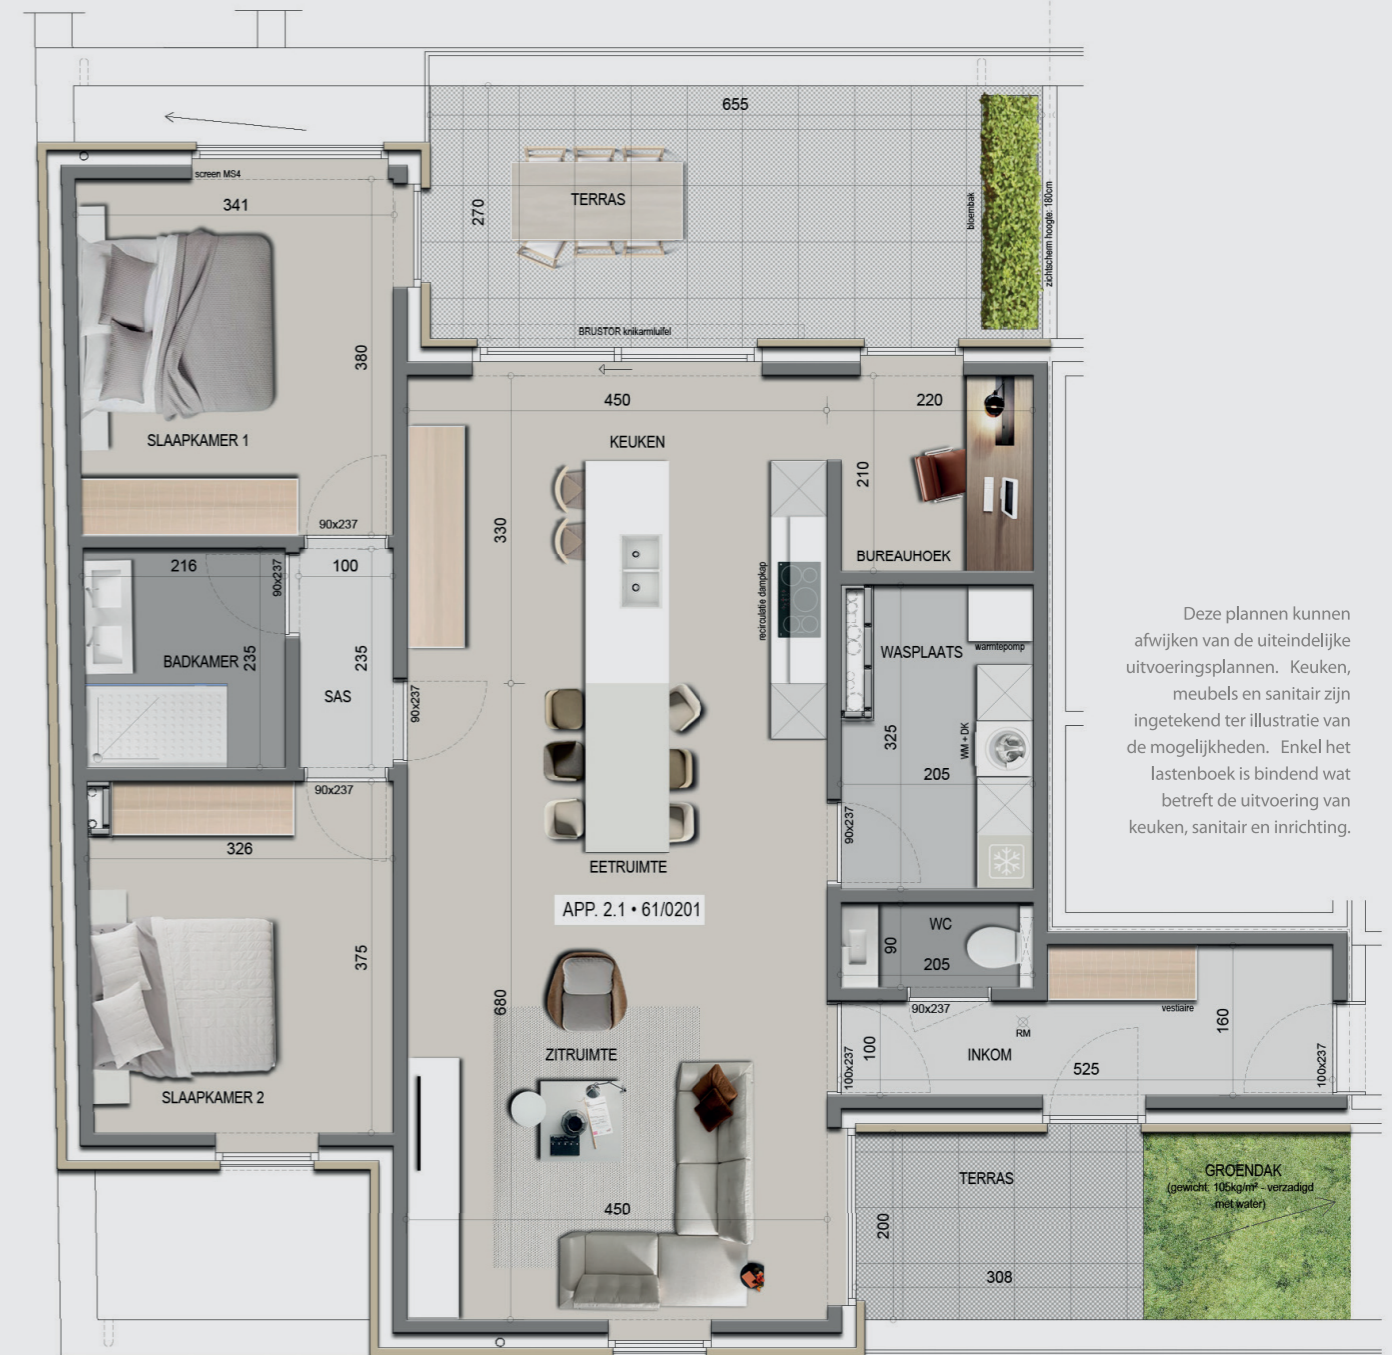 655
screen MS4
341
270
TERRAS
bloembak
zichtscherm hoogte: 180cm
BRUSTOR knikarmluifel
380
450
220
SLAAPKAMER 1
KEUKEN
210
90x237
330
BUREAUHOEK
216
90x237
100
recirculatie dampkap
BADKAMER
235
235
WASPLAATS
warmtepomp
SAS
90x237
325
WM + DK
205
90x237
90x237
326
EETRUIMTE
APP. 2.1 • 61/0201
WC
90
205
375
680
90x237
vestiaire
RM
160
ZITRUIMTE
100x237
100
INKOM
525
100x237
SLAAPKAMER 2
TERRAS
GROENDAK
(gewicht: 105kg/m² - verzadigd
met water)
450
200
308
Deze plannen kunnen
afwijken van de uiteindelijke
uitvoeringsplannen. Keuken,
meubels en sanitair zijn
ingetekend ter illustratie van
de mogelijkheden. Enkel het
lastenboek is bindend wat
betreft de uitvoering van
keuken, sanitair en inrichting.